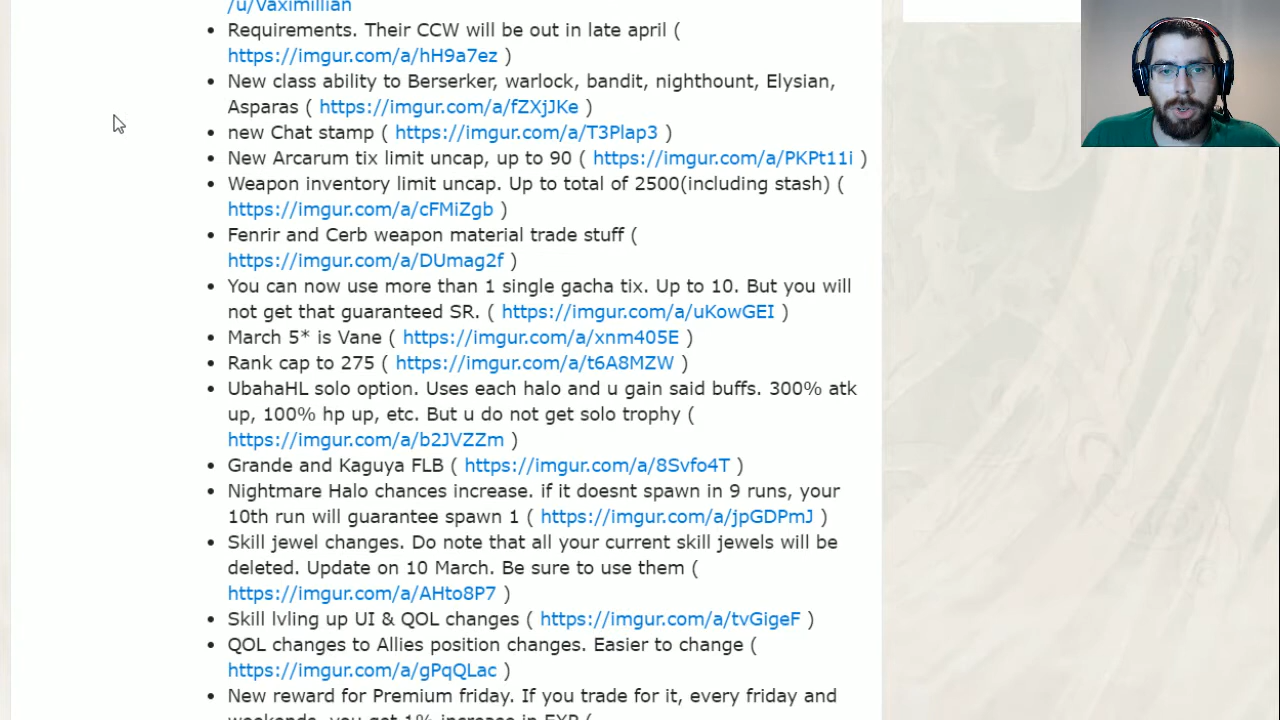 /u/Vaximillian
Requirements. Their CCW will be out in late april (
https://imgur.com/a/hH9a7ez )
New class ability to Berserker, warlock, bandit, nighthount, Elysian,
Asparas ( https://imgur.com/a/fZXjJKe )
new Chat stamp ( https://imgur.com/a/T3Plap3 )
New Arcarum tix limit uncap, up to 90 ( https://imgur.com/a/PKPt11i )
Weapon inventory limit uncap. Up to total of 2500(including stash) (
https://imgur.com/a/cFMiZgb )
Fenrir and Cerb weapon material trade stuff (
https://imgur.com/a/DUmag2f )
You can now use more than 1 single gacha tix. Up to 10. But you will
not get that guaranteed SR. ( https://imgur.com/a/uKowGEI )
March 5* is Vane ( https://imgur.com/a/xnm405E )
Rank cap to 275 ( https://imgur.com/a/t6A8MZW )
UbahaHL solo option. Uses each halo and u gain said buffs. 300% atk
up, 100% hp up, etc. But u do not get solo trophy (
https://imgur.com/a/b2JVZZm )
Grande and Kaguya FLB ( https://imgur.com/a/8Svfo4T )
Nightmare Halo chances increase. if it doesnt spawn in 9 runs, your
10th run will guarantee spawn 1 ( https://imgur.com/a/jpGDPmJ )
Skill jewel changes. Do note that all your current skill jewels will be
deleted. Update on 10 March. Be sure to use them (
https://imgur.com/a/AHto8P7 )
Skill lvling up UI & QOL changes ( https://imgur.com/a/tvGigeF )
QOL changes to Allies position changes. Easier to change (
https://imgur.com/a/gPqQLac )
New reward for Premium friday. If you trade for it, every friday and
weekends, you get 1% increase in EXP (